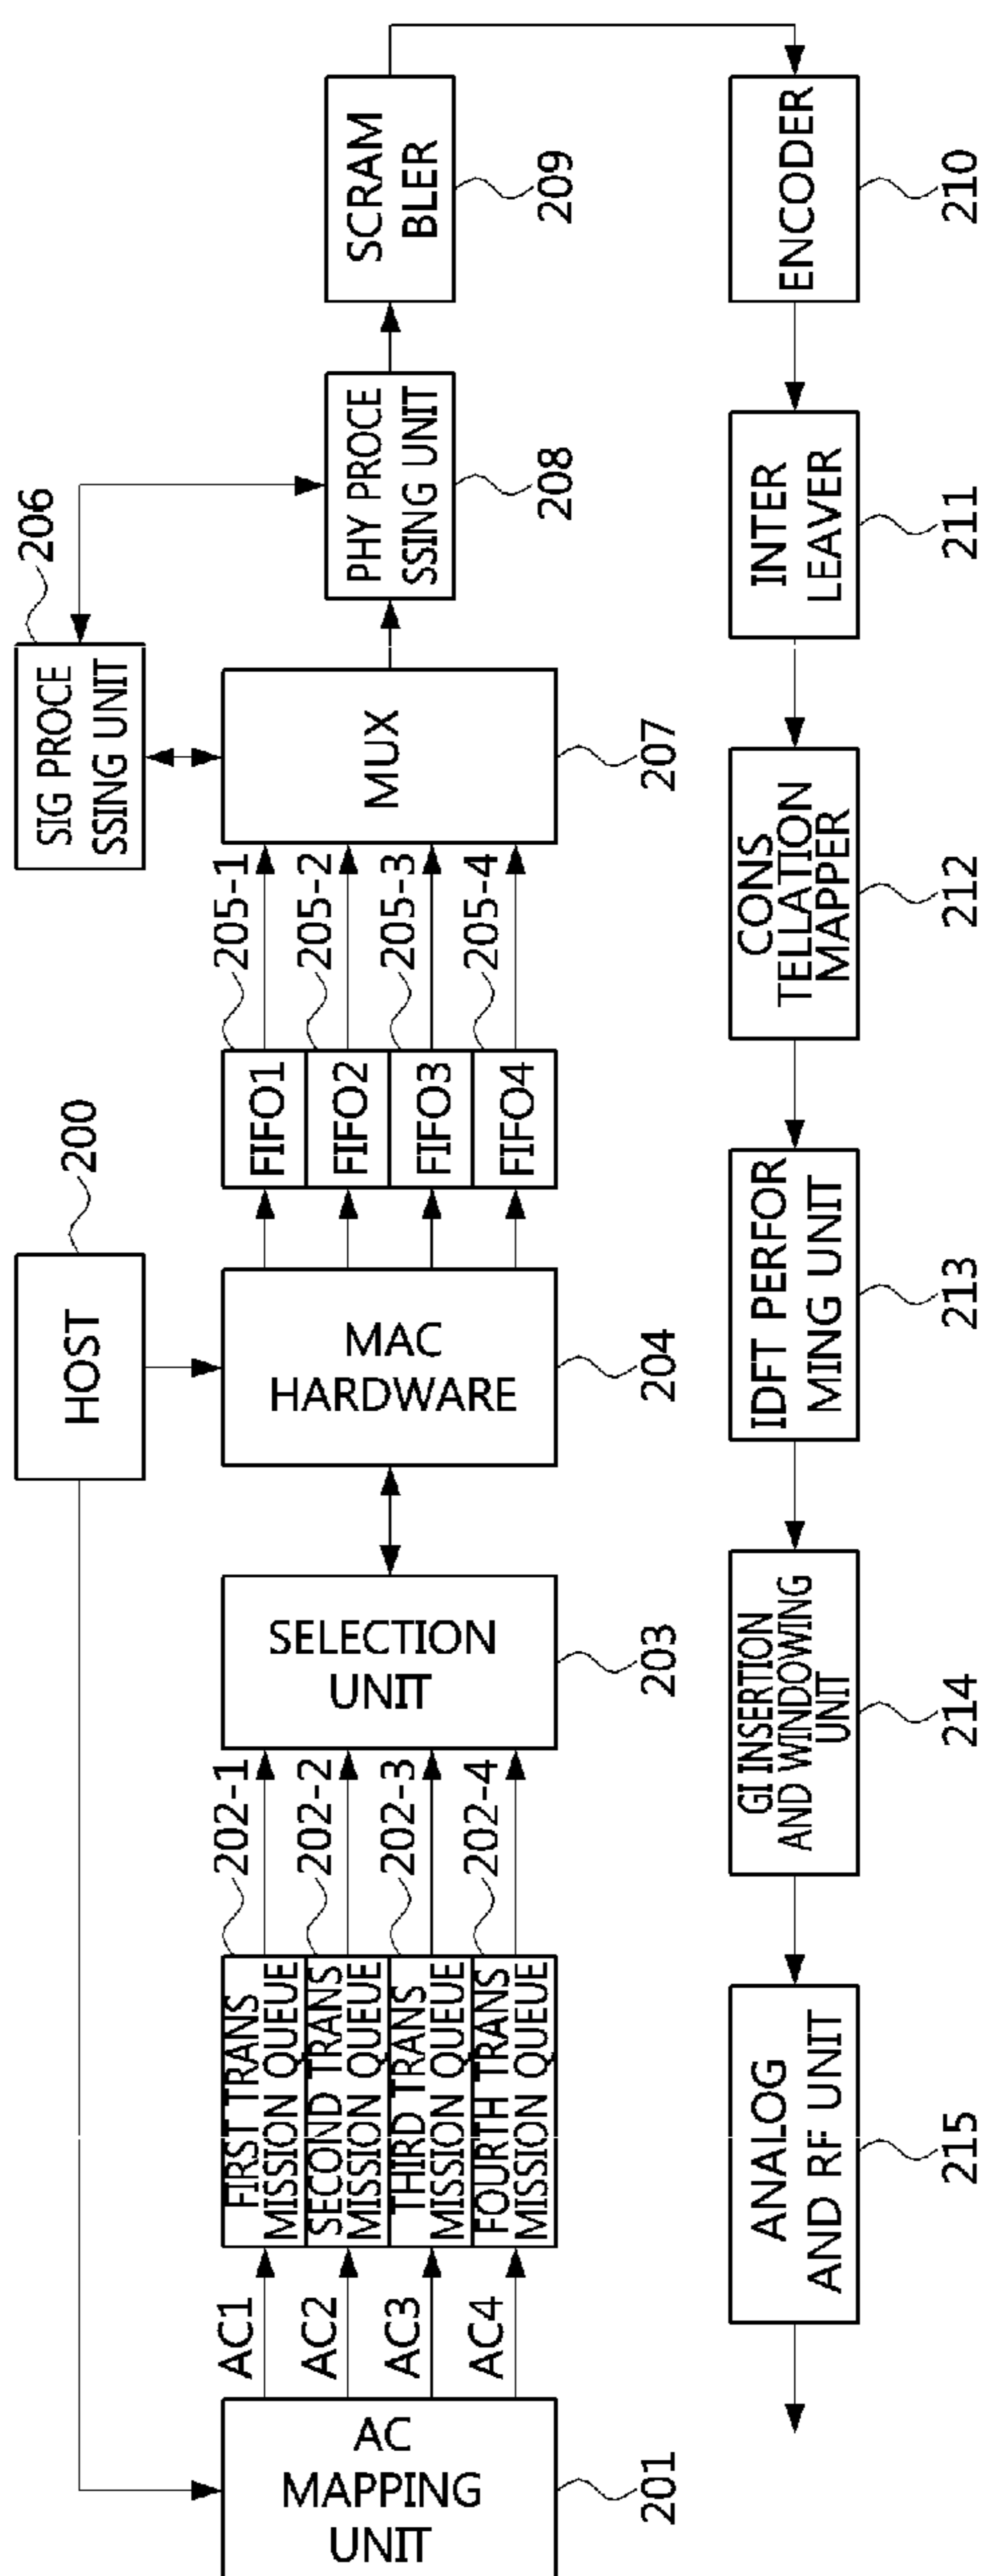 HOST
200
SIG PROCE
SSING UNIT
206
AC
MAPPING
UNIT
201
AC1
AC2
AC3
AC4
FIRST TRANS
MISSION QUEUE
SECOND TRANS
MISSION QUEUE
THIRD TRANS
MISSION QUEUE
FOURTH TRANS
MISSION QUEUE
202-1
202-2
202-3
202-4
SELECTION
UNIT
203
MAC
HARDWARE
204
FIFO1
FIFO2
FIFO3
FIFO4
205-1
205-2
205-3
205-4
MUX
207
PHY PROCE
SSING UNIT
208
SCRAM
BLER
209
ENCODER
210
INTER
LEAVER
211
CONS
TELLATION
MAPPER
212
IDFT PERFOR
MING UNIT
213
GI INSERTION
AND WINDOWING
UNIT
214
ANALOG
AND RF UNIT
215